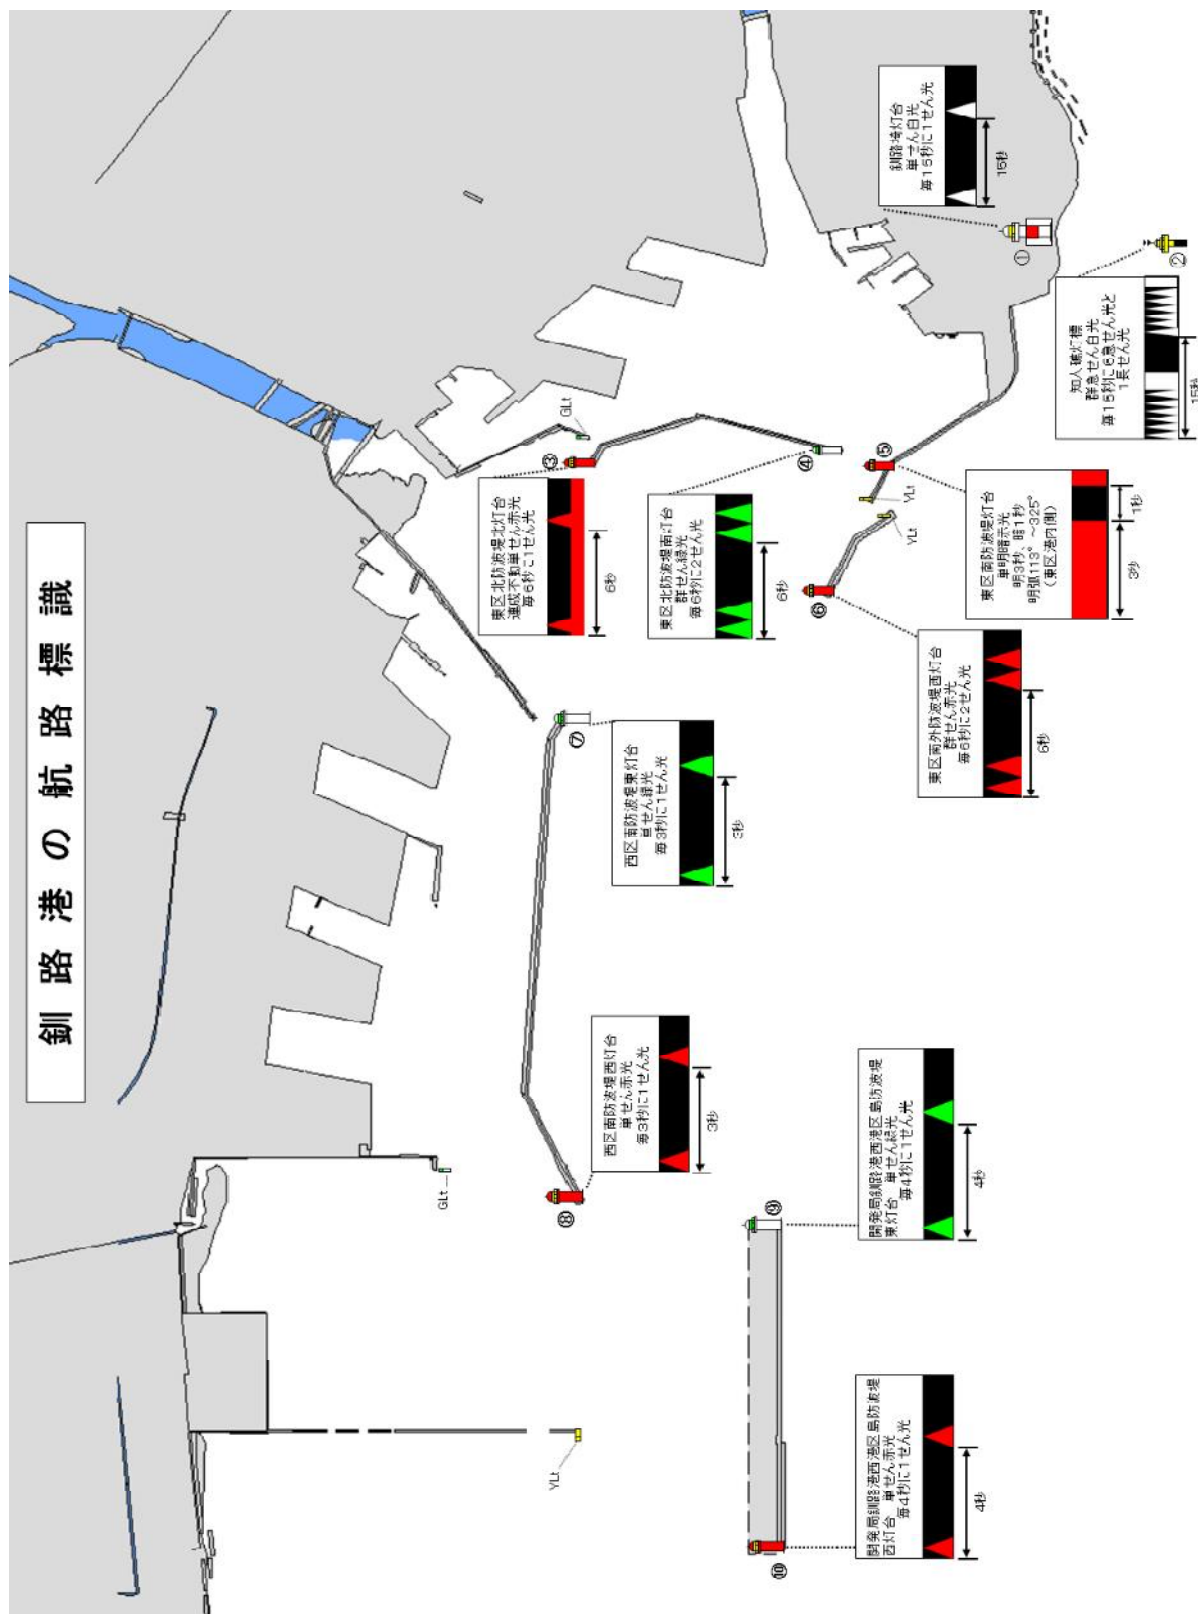 釧路港の航路標識
釧路埼灯台
単せん白光
毎15秒に1せん光
15秒
①
②
知人礁灯標
群急せん白光
毎15秒に6急せん光と
1長せん光
15秒
GLt
③
東区北防波堤北灯台
連成不動単せん赤光
毎6秒に1せん光
6秒
④
東区北防波堤南灯台
群せん緑光
毎6秒に2せん光
6秒
⑤
YLt
YLt
東区南防波堤灯台
単明暗赤光
明3秒、暗1秒
明弧113°~325°
(東区港内側)
1秒
3秒
⑥
東区南外防波堤西灯台
群せん赤光
毎6秒に2せん光
6秒
⑦
西区南防波堤東灯台
単せん緑光
毎3秒に1せん光
3秒
⑧
西区南防波堤西灯台
単せん赤光
毎3秒に1せん光
3秒
GLt
⑨
開発局釧路港西港区島防波堤
東灯台 単せん緑光
毎4秒に1せん光
4秒
YLt
⑩
開発局釧路港西港区島防波堤
西灯台 単せん赤光
毎4秒に1せん光
4秒